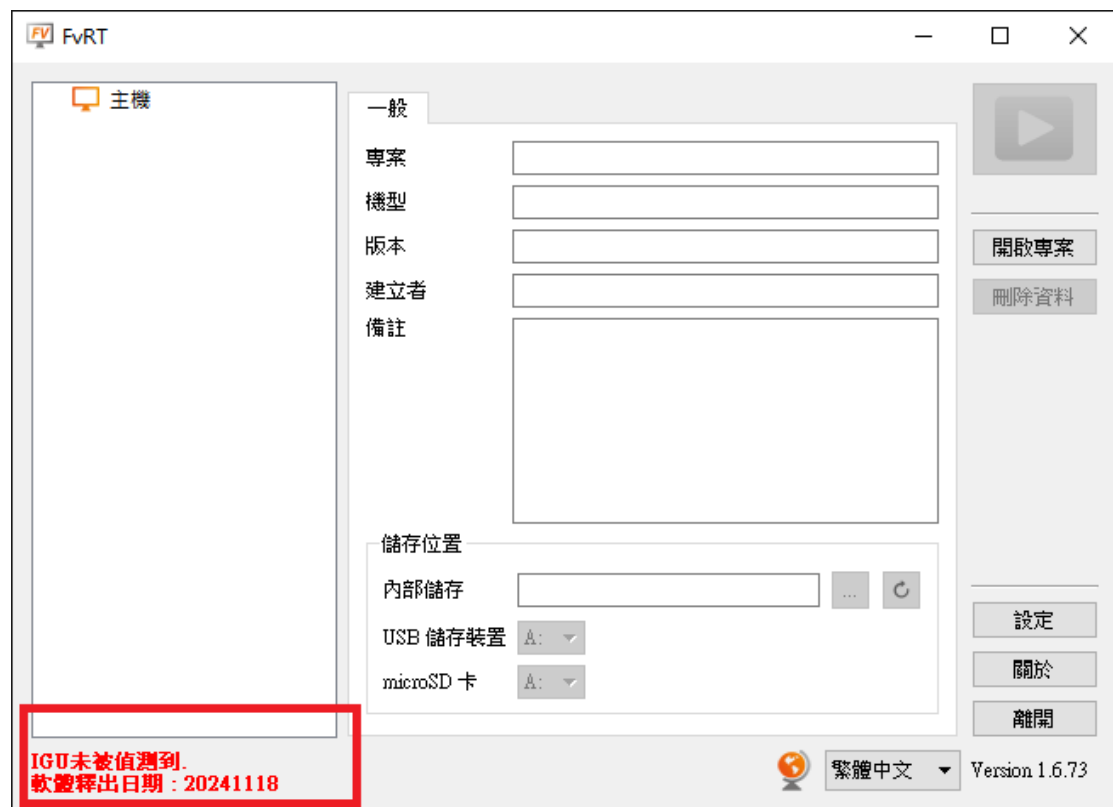 FvRT
主機
一般
專案
機型
版本
建立者
備註
儲存位置
內部儲存
...
USB 儲存裝置 A:
microSD 卡 A:
開啟專案
刪除資料
設定
關於
離開
IGU未被偵測到.
軟體釋出日期 : 20241118
繁體中文
Version 1.6.73